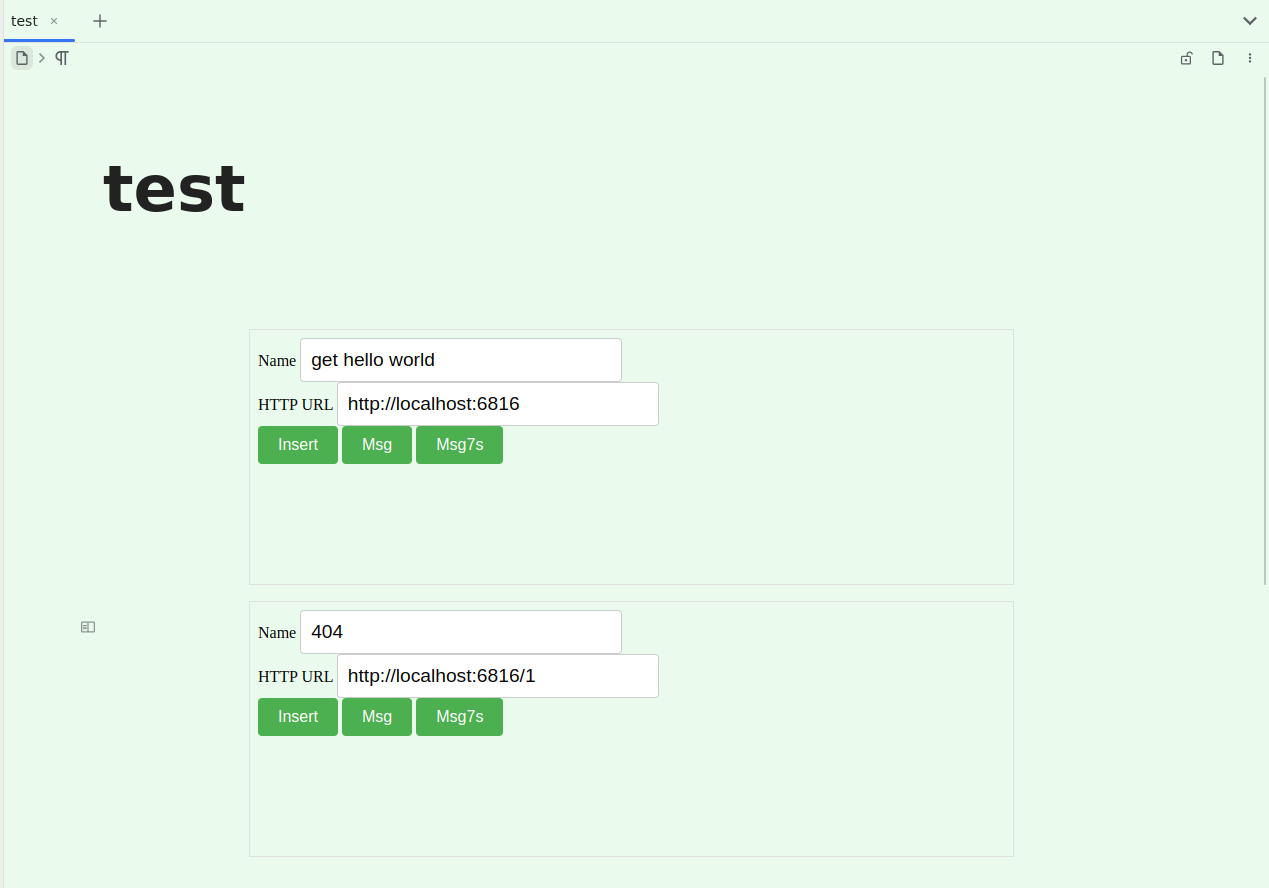 test
test
Name get hello world
HTTP URL http://localhost:6816
Insert Msg Msg7s
Name 404
HTTP URL http://localhost:6816/1
Insert Msg Msg7s